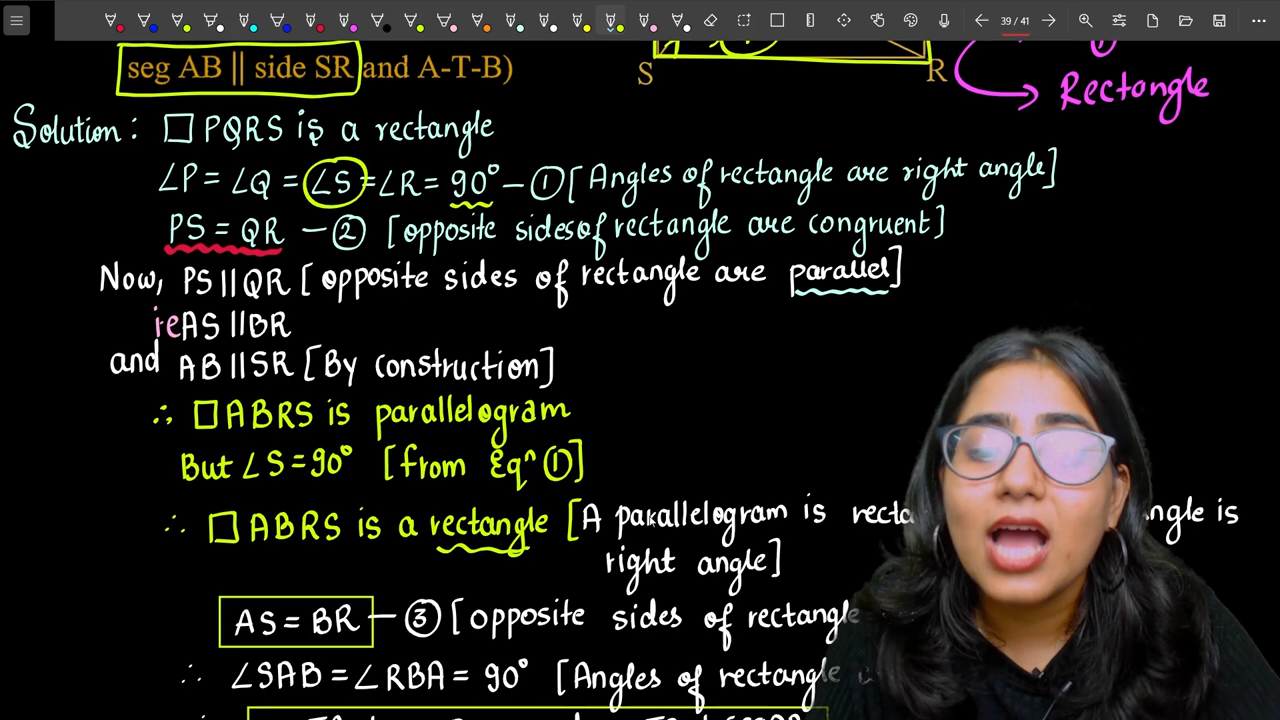 39 / 41
seg AB || side SR and A-T-B)
S
R
Rectangle
Solution: □ PQRS is a rectangle
∠P = ∠Q = ∠S = ∠R = 90° — ① [Angles of rectangle are right angle]
PS = QR — ② [opposite sides of rectangle are congruent]
Now, PS || QR [opposite sides of rectangle are parallel]
ie AS || BR
and AB || SR [By construction]
∴ □ ABRS is parallelogram
But ∠S = 90° [from Eqⁿ ①]
∴ □ ABRS is a rectangle [A parallelogram is is
right angle]
AS = BR — ③ [opposite sides of rectangle
∴ ∠SAB = ∠RBA = 90° [Angles of rectangle